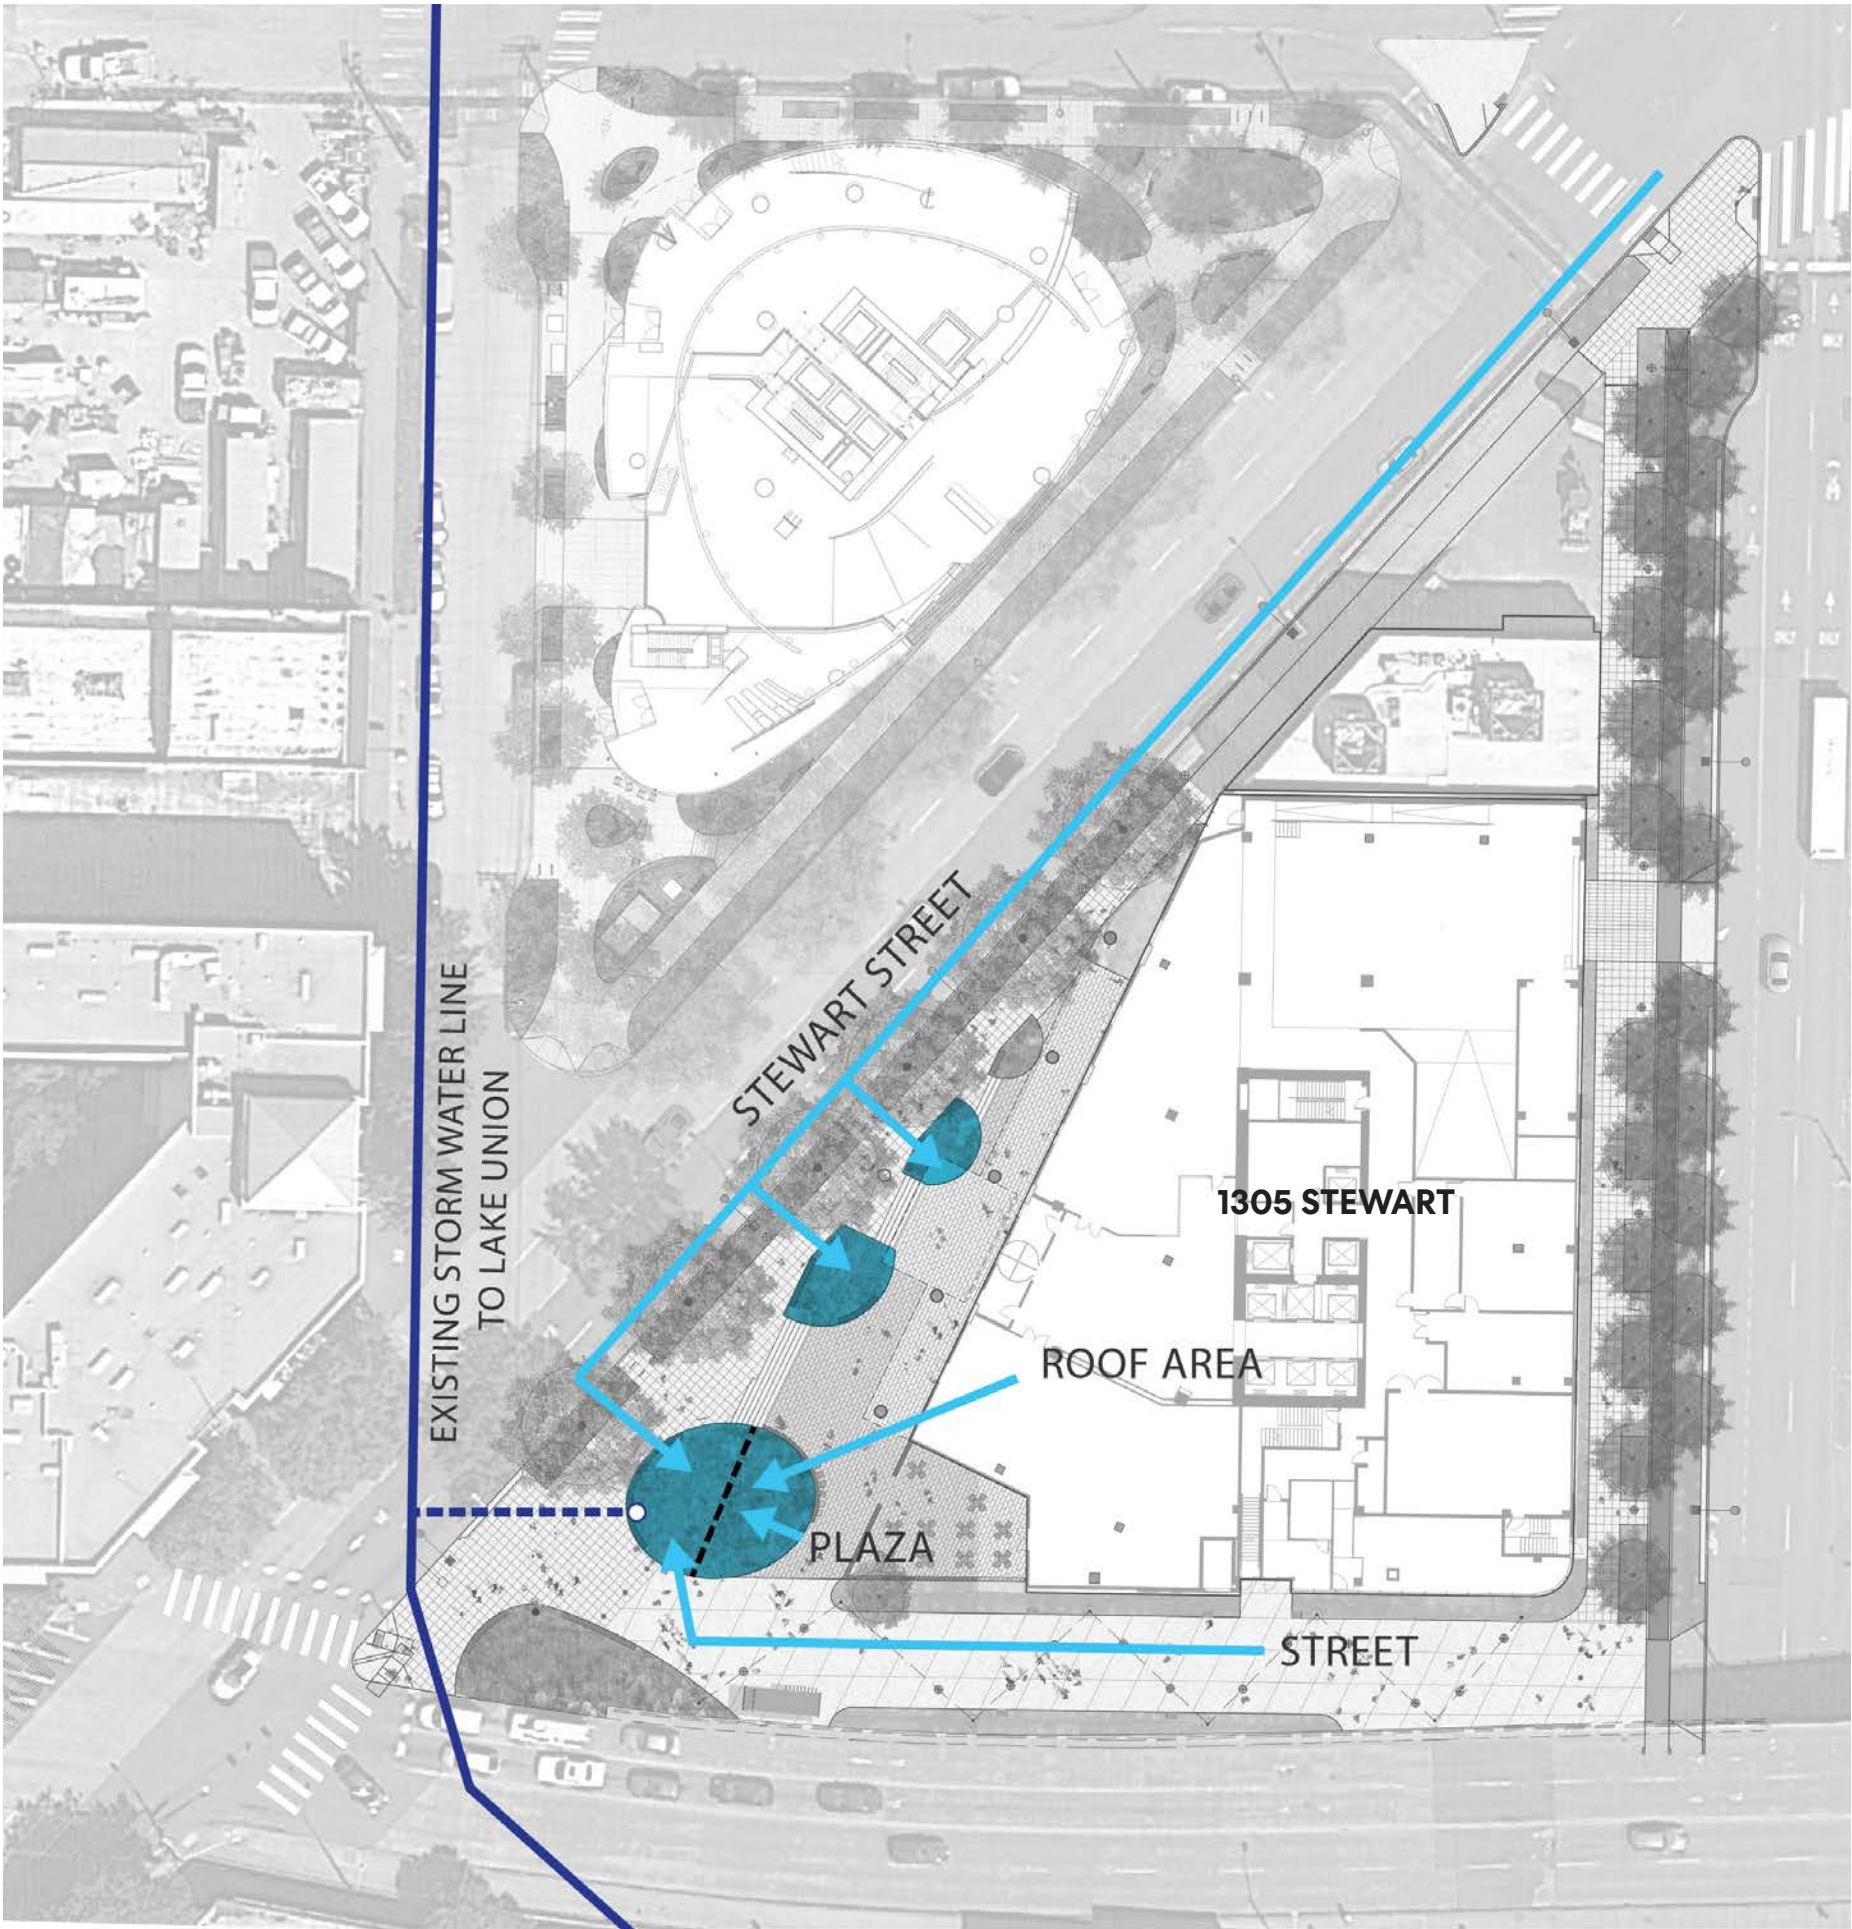 STEWART STREET
EXISTING STORM WATER LINE
TO LAKE UNION
1305 STEWART
ROOF AREA
PLAZA
STREET